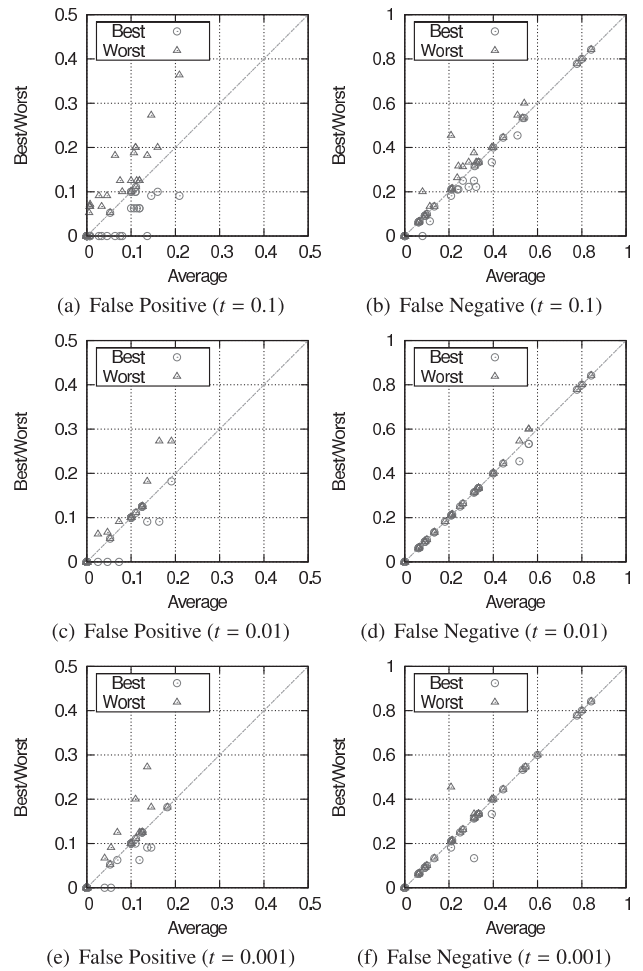 0.5
0.4
0.3
0.2
0.1
0
Best/Worst
Best
Worst
0 0.1 0.2 0.3 0.4 0.5
Average
(a) False Positive (t = 0.1)
1
0.8
0.6
0.4
0.2
0
Best/Worst
Best
Worst
0 0.2 0.4 0.6 0.8 1
Average
(b) False Negative (t = 0.1)
0.5
0.4
0.3
0.2
0.1
0
Best/Worst
Best
Worst
0 0.1 0.2 0.3 0.4 0.5
Average
(c) False Positive (t = 0.01)
1
0.8
0.6
0.4
0.2
0
Best/Worst
Best
Worst
0 0.2 0.4 0.6 0.8 1
Average
(d) False Negative (t = 0.01)
0.5
0.4
0.3
0.2
0.1
0
Best/Worst
Best
Worst
0 0.1 0.2 0.3 0.4 0.5
Average
(e) False Positive (t = 0.001)
1
0.8
0.6
0.4
0.2
0
Best/Worst
Best
Worst
0 0.2 0.4 0.6 0.8 1
Average
(f) False Negative (t = 0.001)